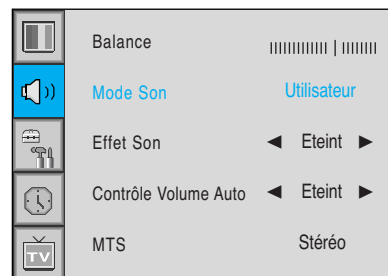 Balance
Mode Son Utilisateur
Effet Son ◄ Eteint ►
Contrôle Volume Auto ◄ Eteint ►
MTS Stéréo
TV